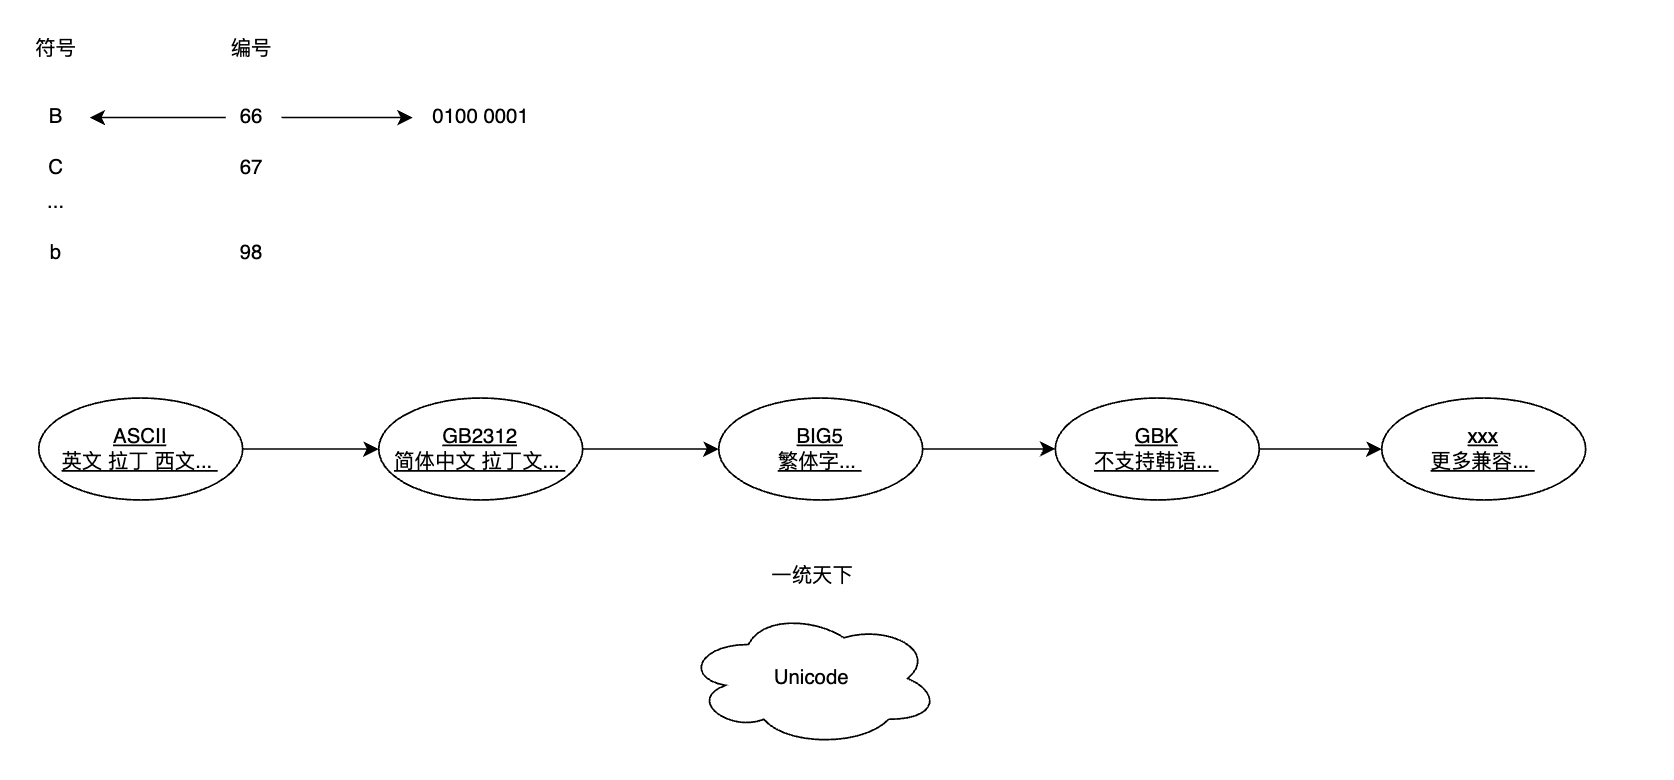 符号 编号
B 66 0100 0001
C 67
...
b 98
ASCII GB2312 BIG5 GBK xxx
英文 拉丁 西文... 简体中文 拉丁文... 繁体字... 不支持韩语... 更多兼容...
一统天下
Unicode